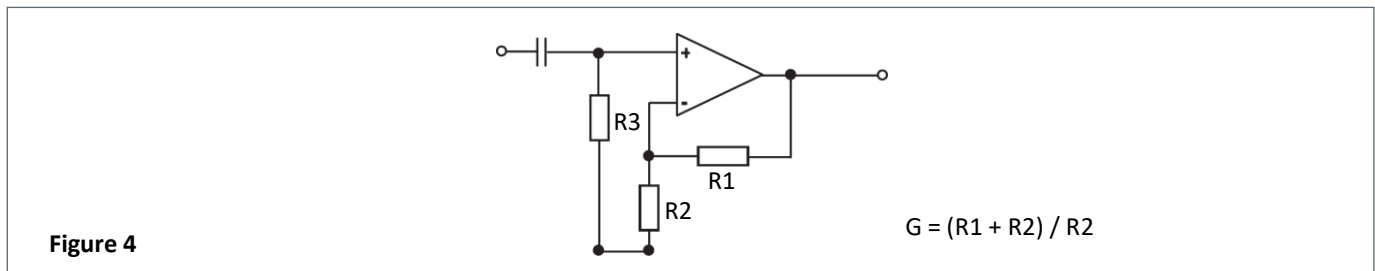 +
-
R3
R1
R2
G = (R1 + R2) / R2
Figure 4